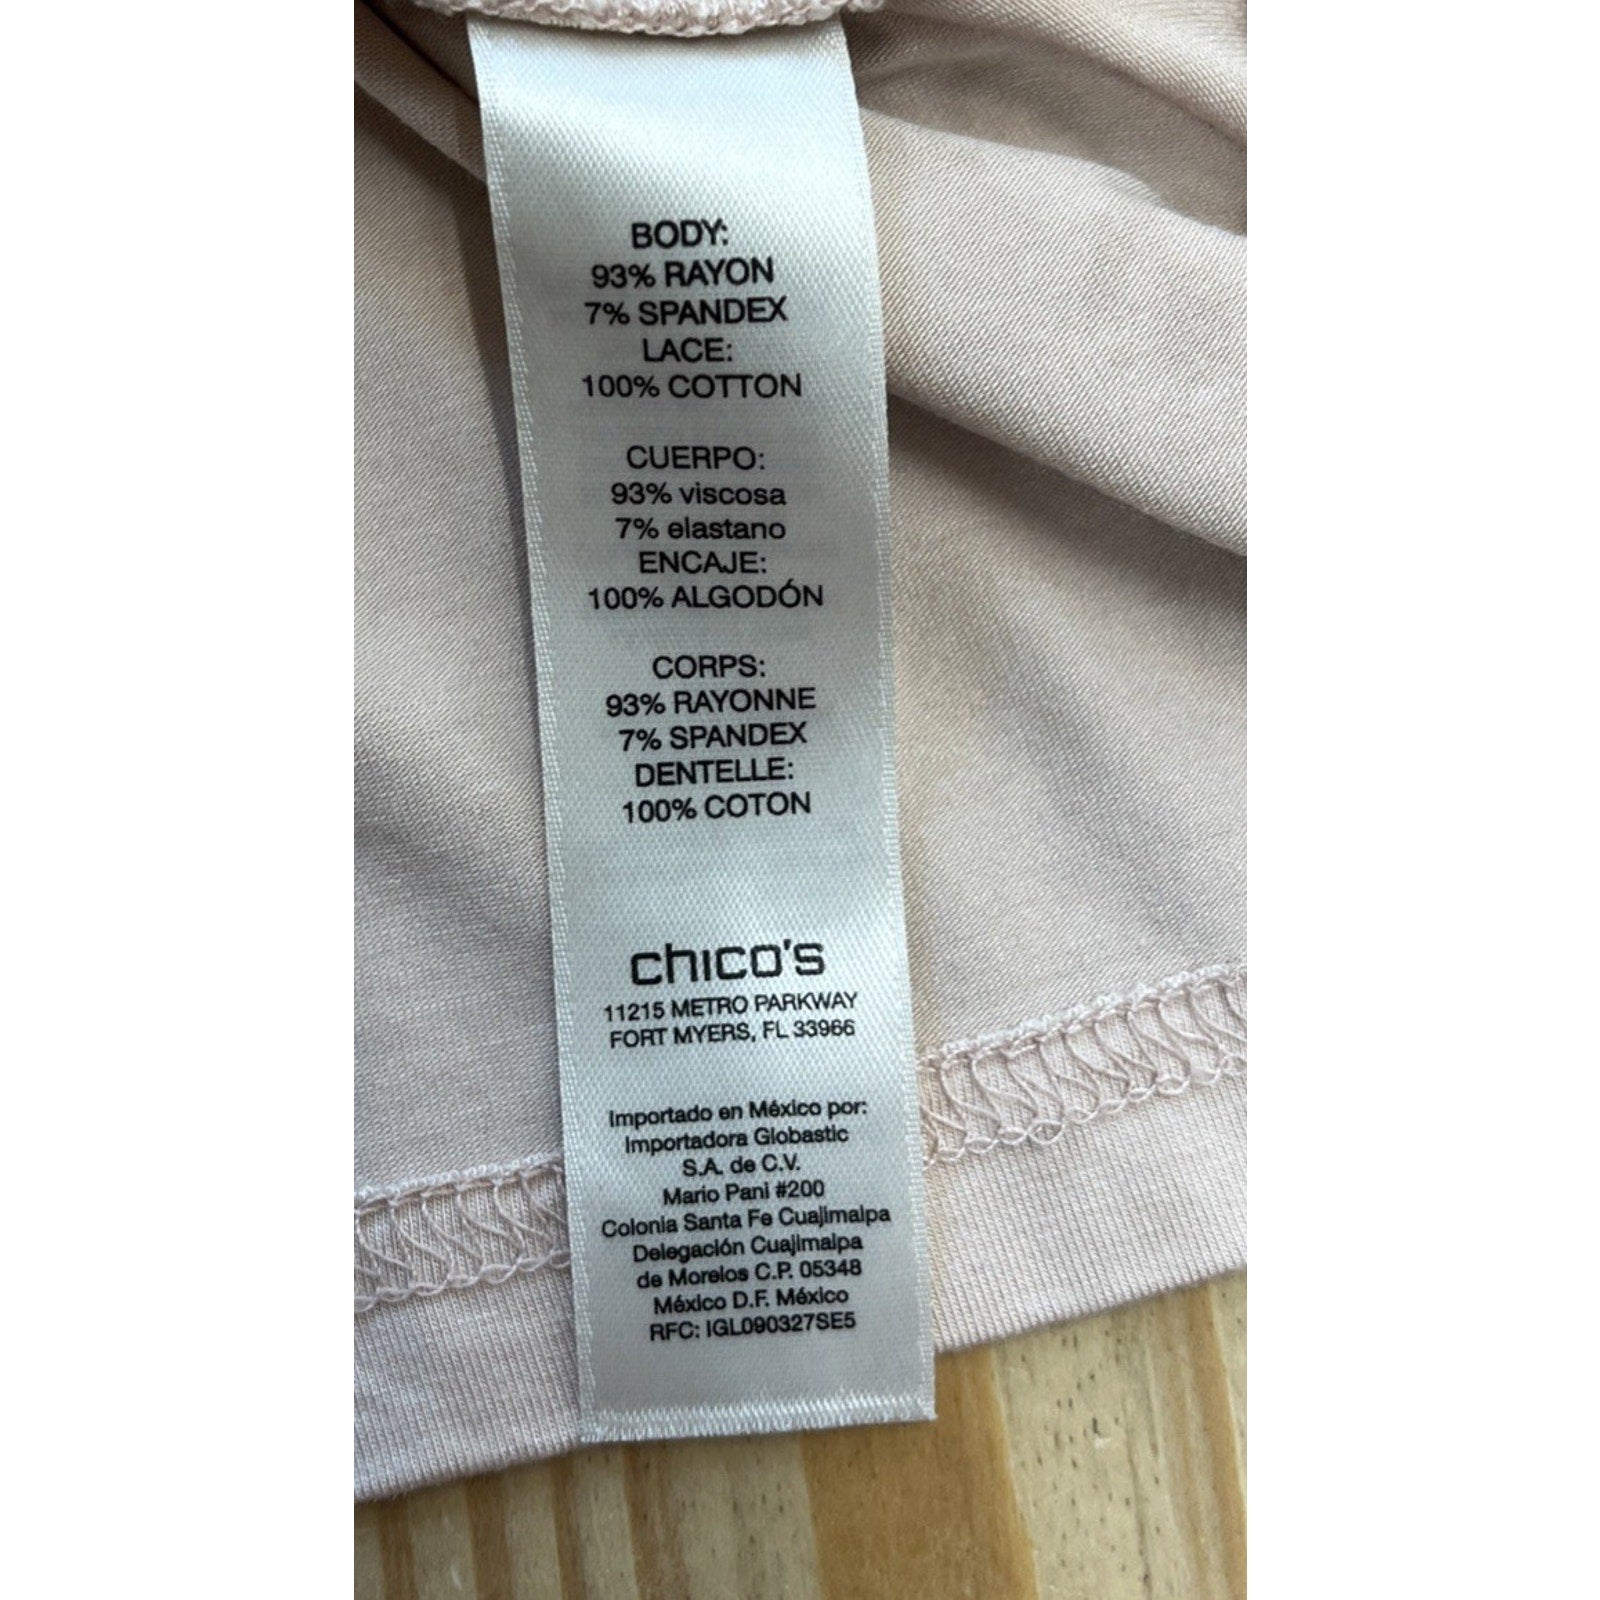 BODY:
93% RAYON
7% SPANDEX
LACE:
100% COTTON
CUERPO:
93% viscosa
7% elastano
ENCAJE:
100% ALGODÓN
CORPS:
93% RAYONNE
7% SPANDEX
DENTELLE:
100% COTON
chico's
11215 METRO PARKWAY
FORT MYERS, FL 33966
Importado en México por:
Importadora Globastic
S.A. de C.V.
Mario Pani #200
Colonia Santa Fe Cuajimalpa
Delegación Cuajimalpa
de Morelos C.P. 05348
México D.F. México
RFC: IGL090327SE5